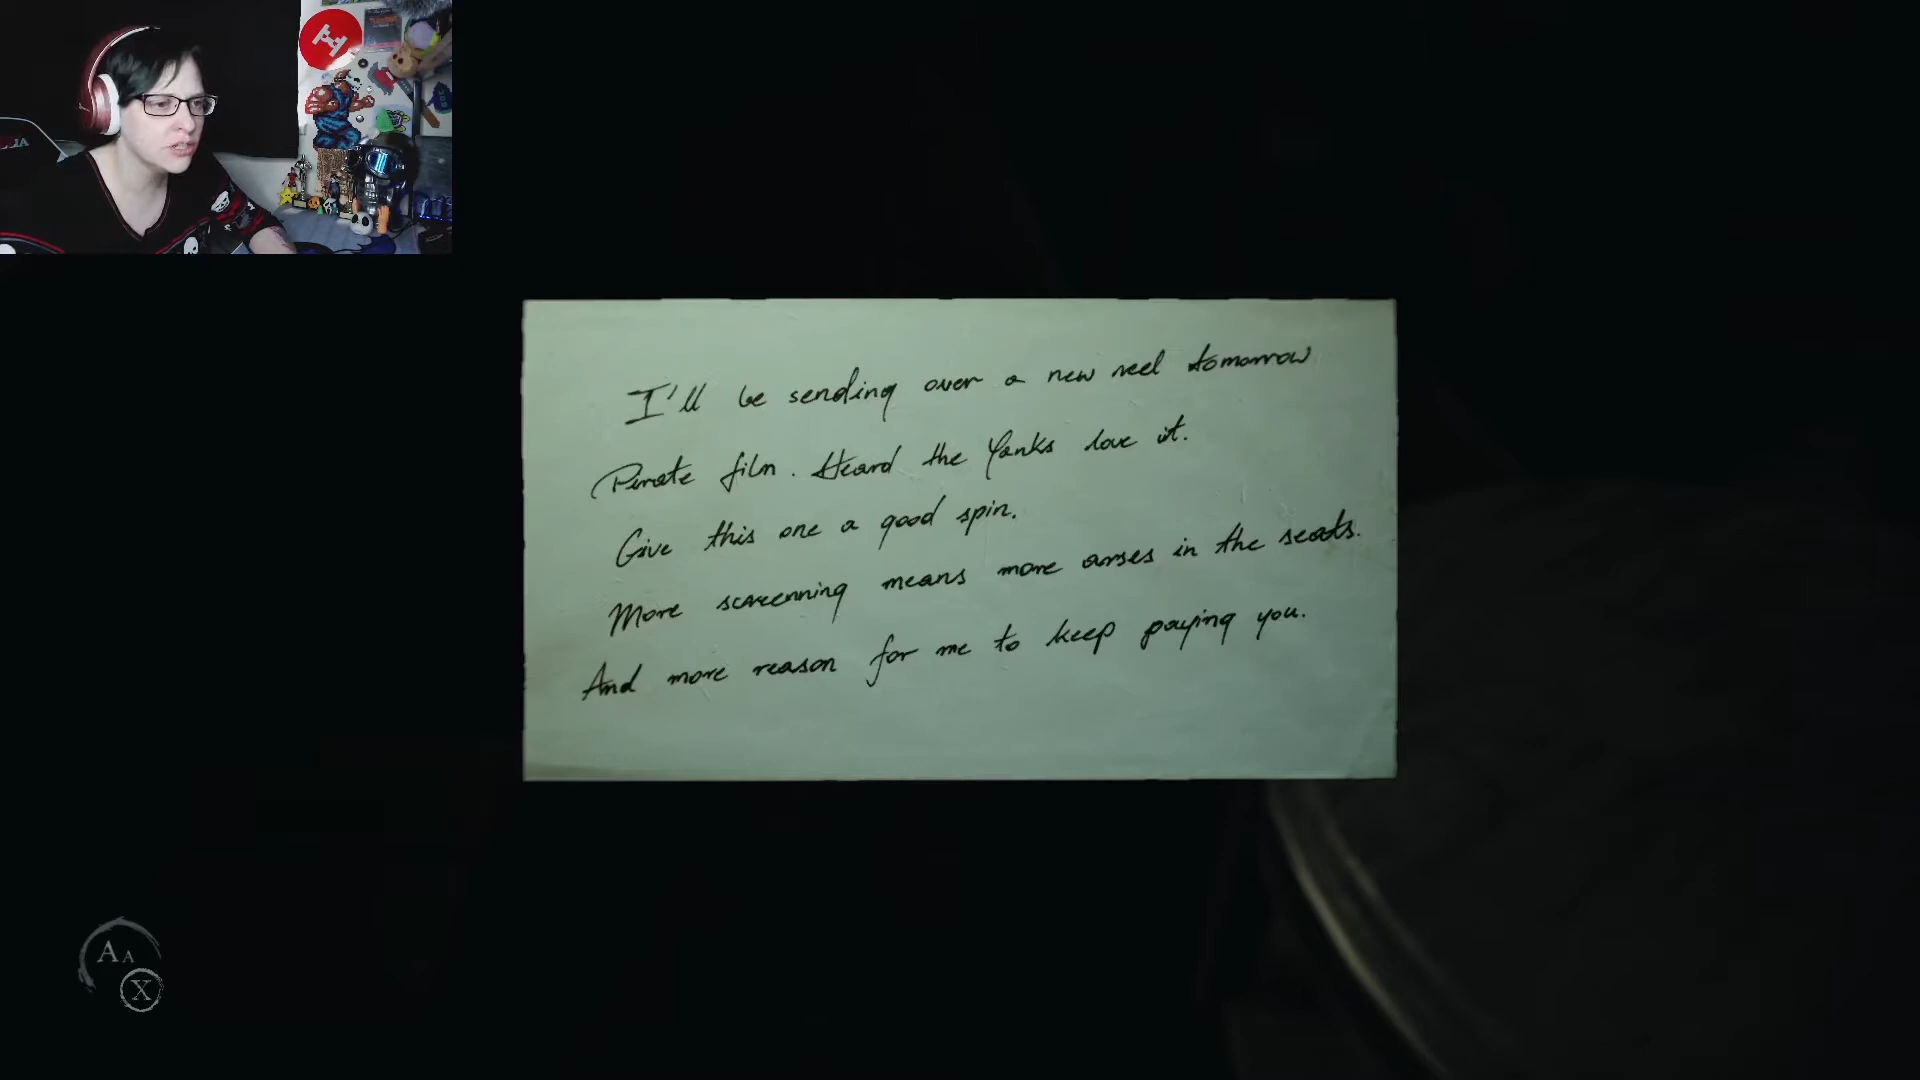 I'll be sending over a new reel tomorrow
Pirate film. Heard the Yanks love it.
Give this one a good spin.
More screenning means more arses in the seats.
And more reason for me to keep paying you.
A A
X